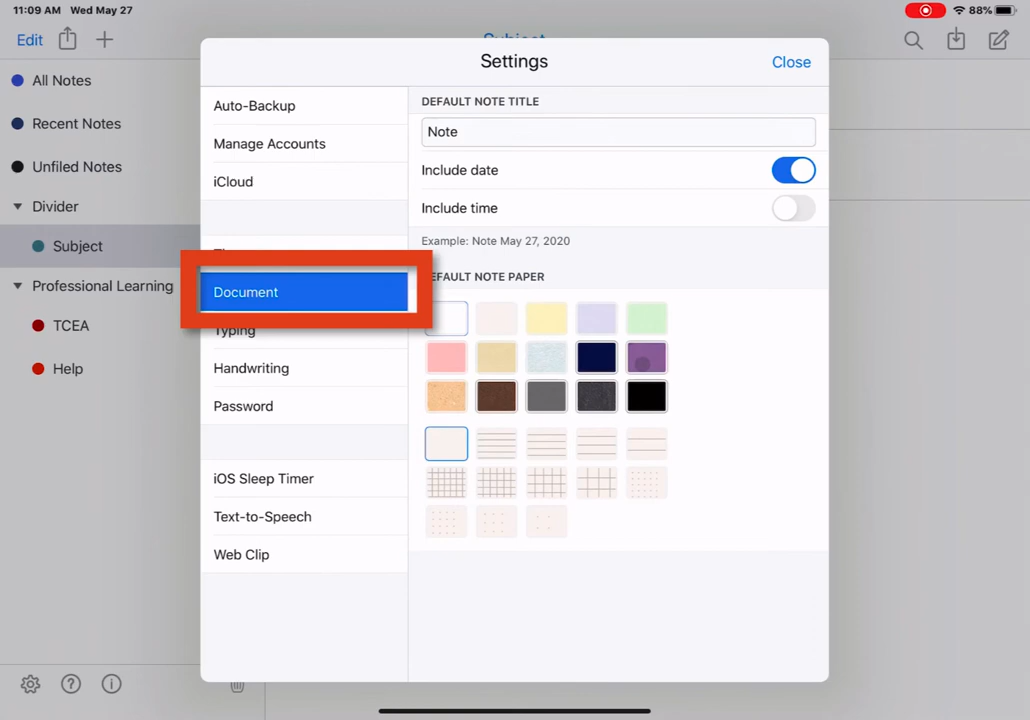 11:09 AM Wed May 27
88%
Edit
Settings
Close
All Notes
Recent Notes
Unfiled Notes
Divider
Subject
Professional Learning
TCEA
Help
Auto-Backup
Manage Accounts
iCloud
Document
Typing
Handwriting
Password
iOS Sleep Timer
Text-to-Speech
Web Clip
DEFAULT NOTE TITLE
Note
Include date
Include time
Example: Note May 27, 2020
NOTE PAPER